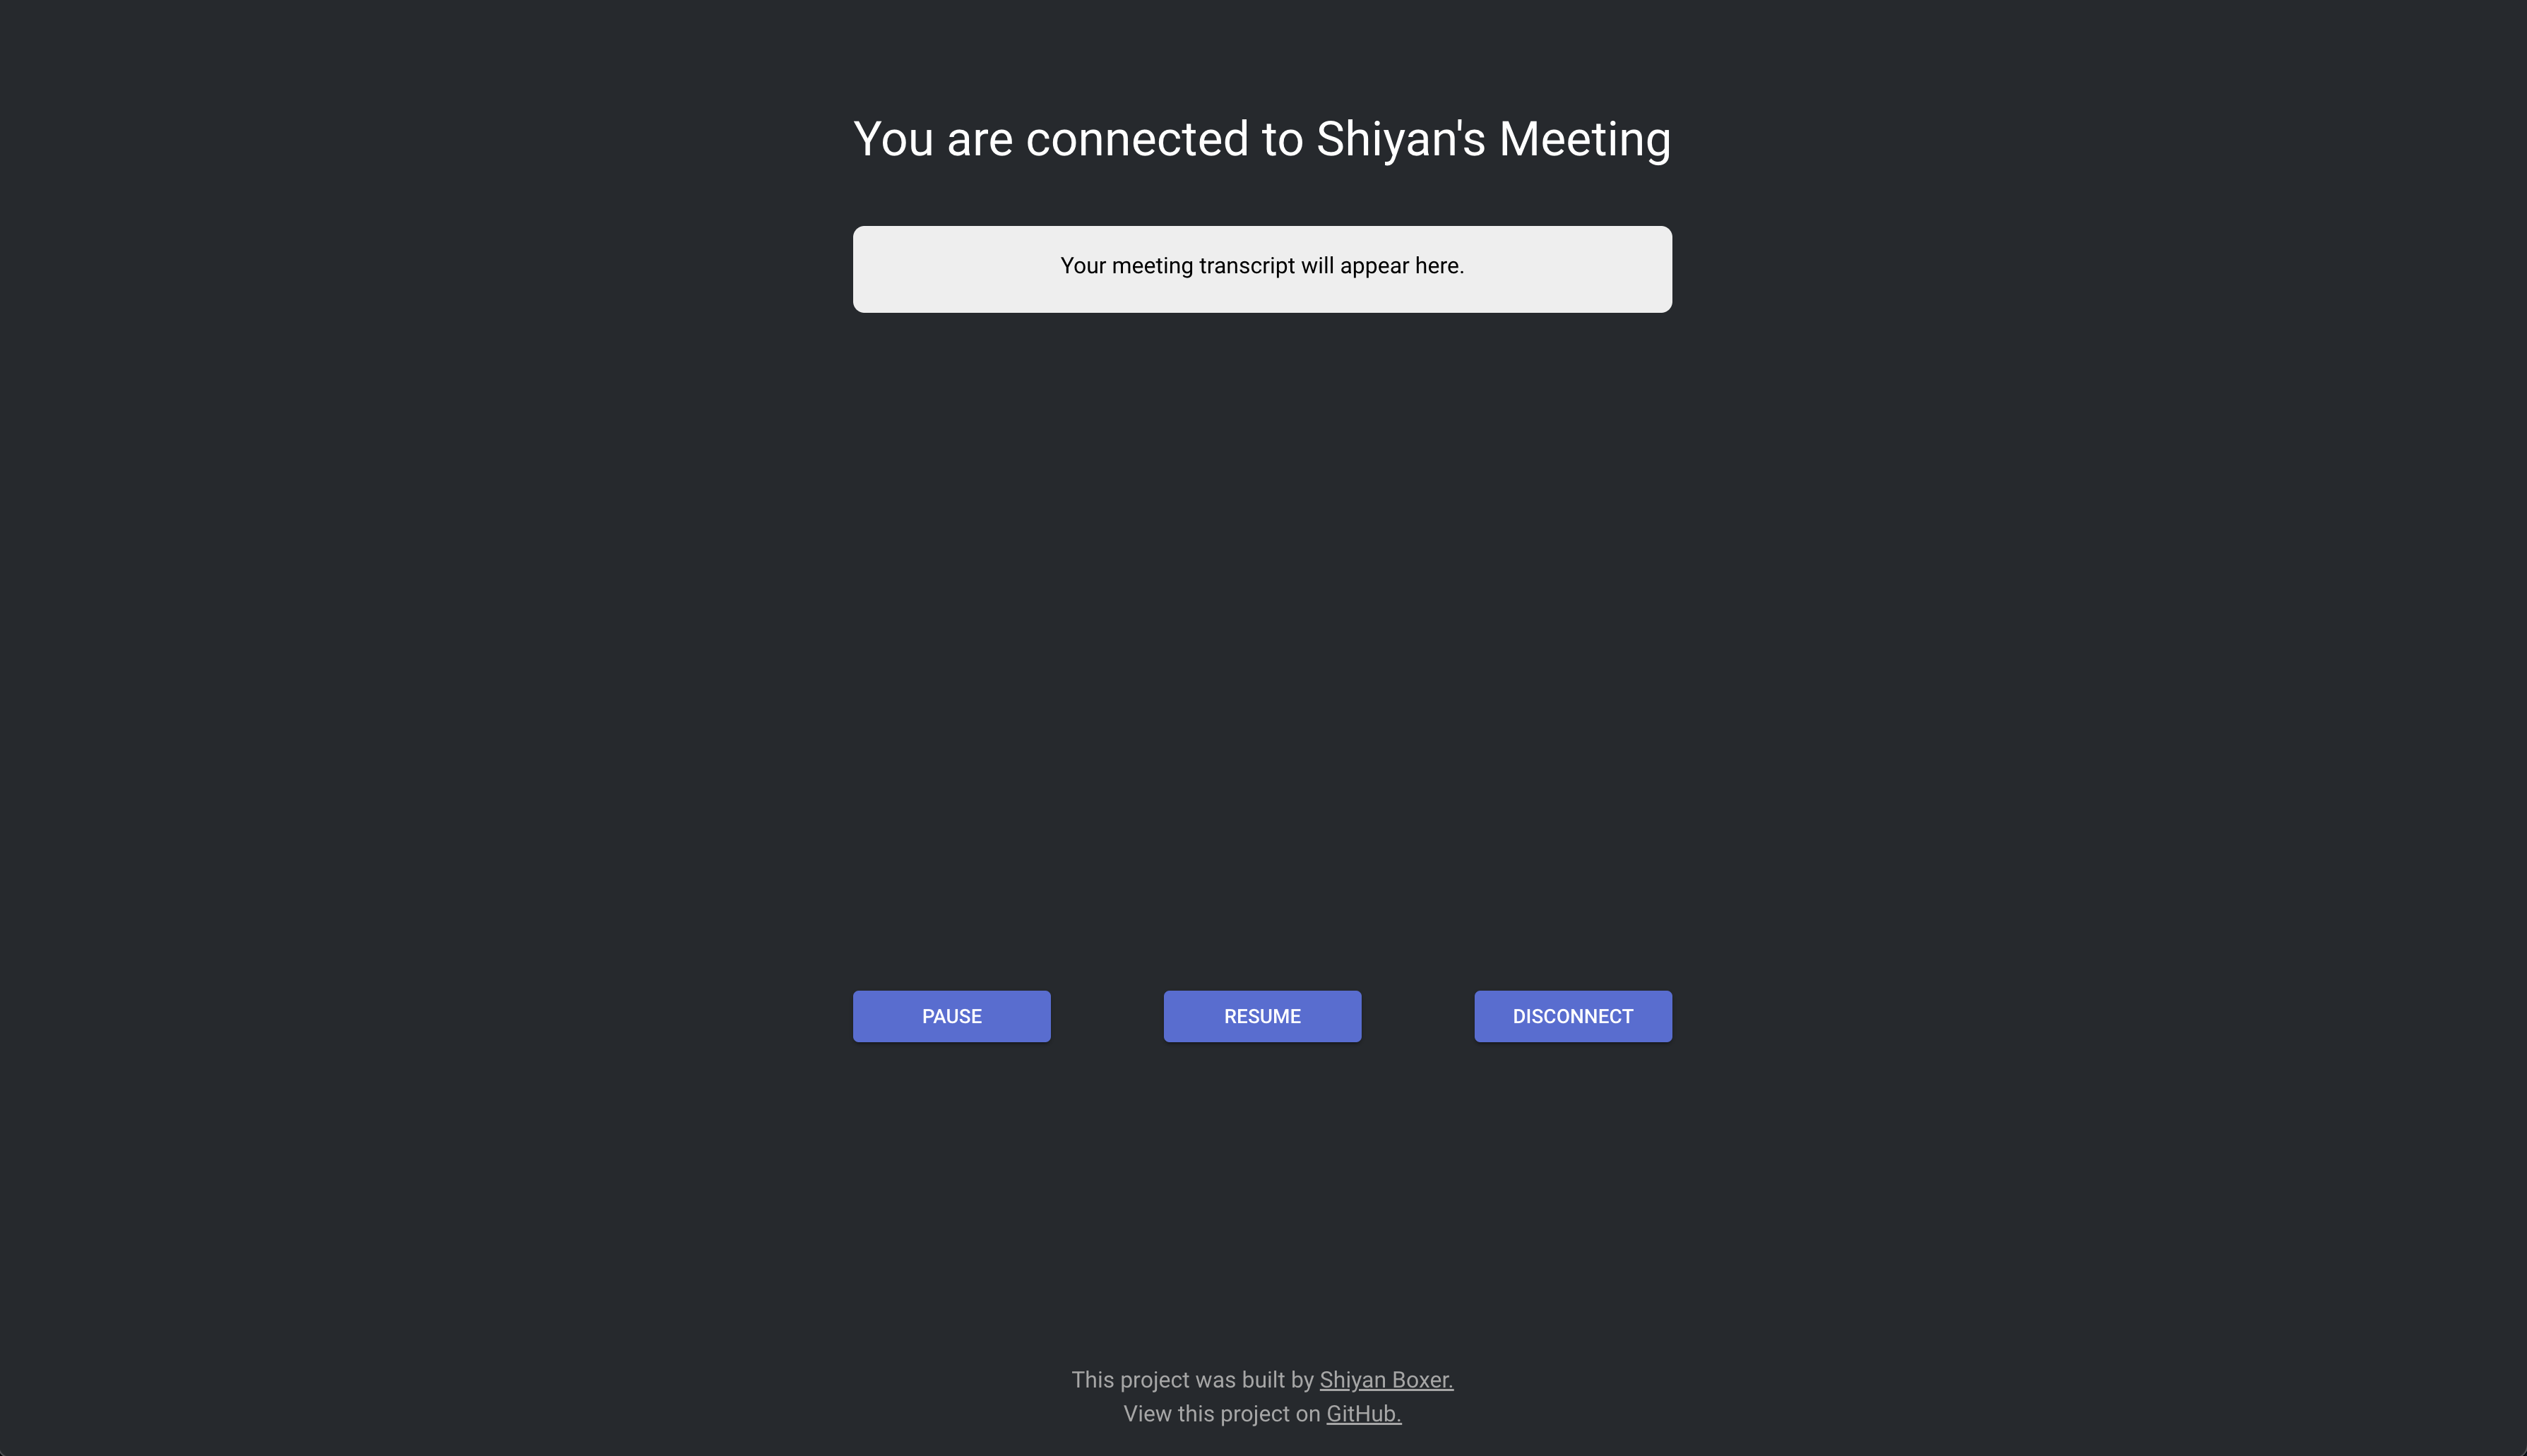 You are connected to Shiyan's Meeting
Your meeting transcript will appear here.
PAUSE
RESUME
DISCONNECT
This project was built by Shiyan Boxer.
View this project on GitHub.